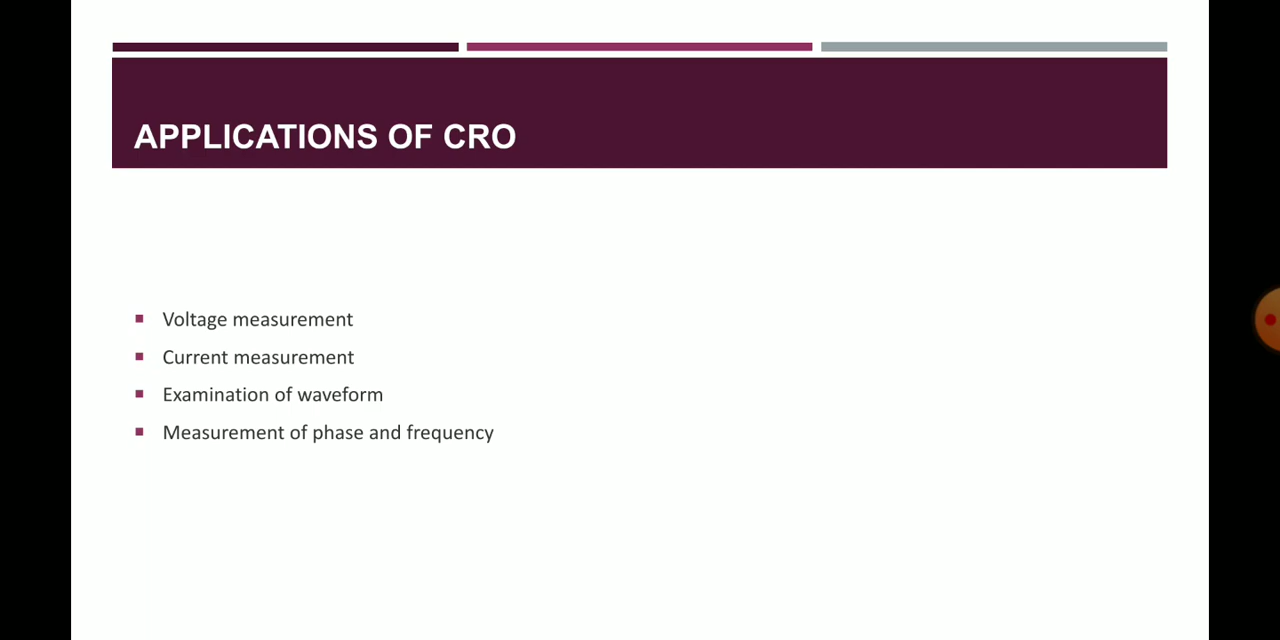 APPLICATIONS OF CRO
Voltage measurement
Current measurement
Examination of waveform
Measurement of phase and frequency